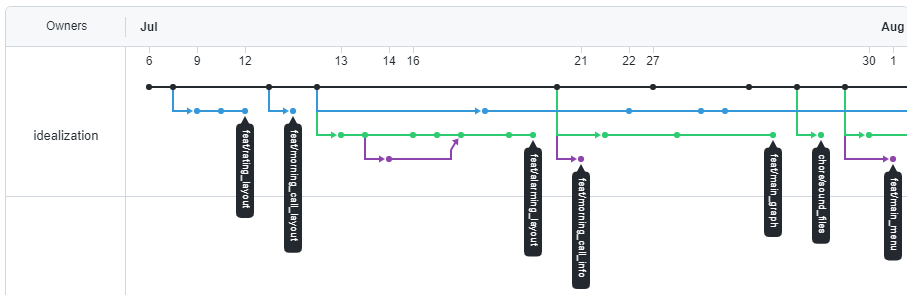 Owners
Jul
Aug
6
9
12
13
14
16
21
22
27
30
1
idealization
feat/rating_layout
feat/morning_call_layout
feat/alarming_layout
feat/morning_call_info
feat/main_graph
chore/sound_files
feat/main_menu